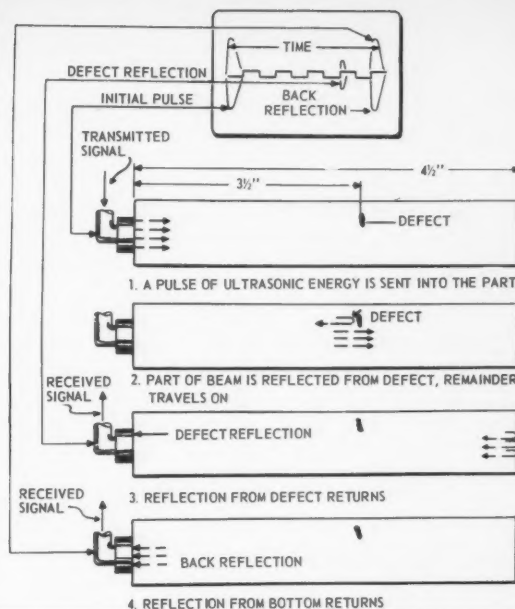 TIME
DEFECT REFLECTION
INITIAL PULSE
BACK
REFLECTION
TRANSMITTED
SIGNAL
4½"
3½"
DEFECT
1. A PULSE OF ULTRASONIC ENERGY IS SENT INTO THE PART
DEFECT
2. PART OF BEAM IS REFLECTED FROM DEFECT, REMAINDER
TRAVELS ON
RECEIVED
SIGNAL
DEFECT REFLECTION
3. REFLECTION FROM DEFECT RETURNS
RECEIVED
SIGNAL
BACK REFLECTION
4. REFLECTION FROM BOTTOM RETURNS